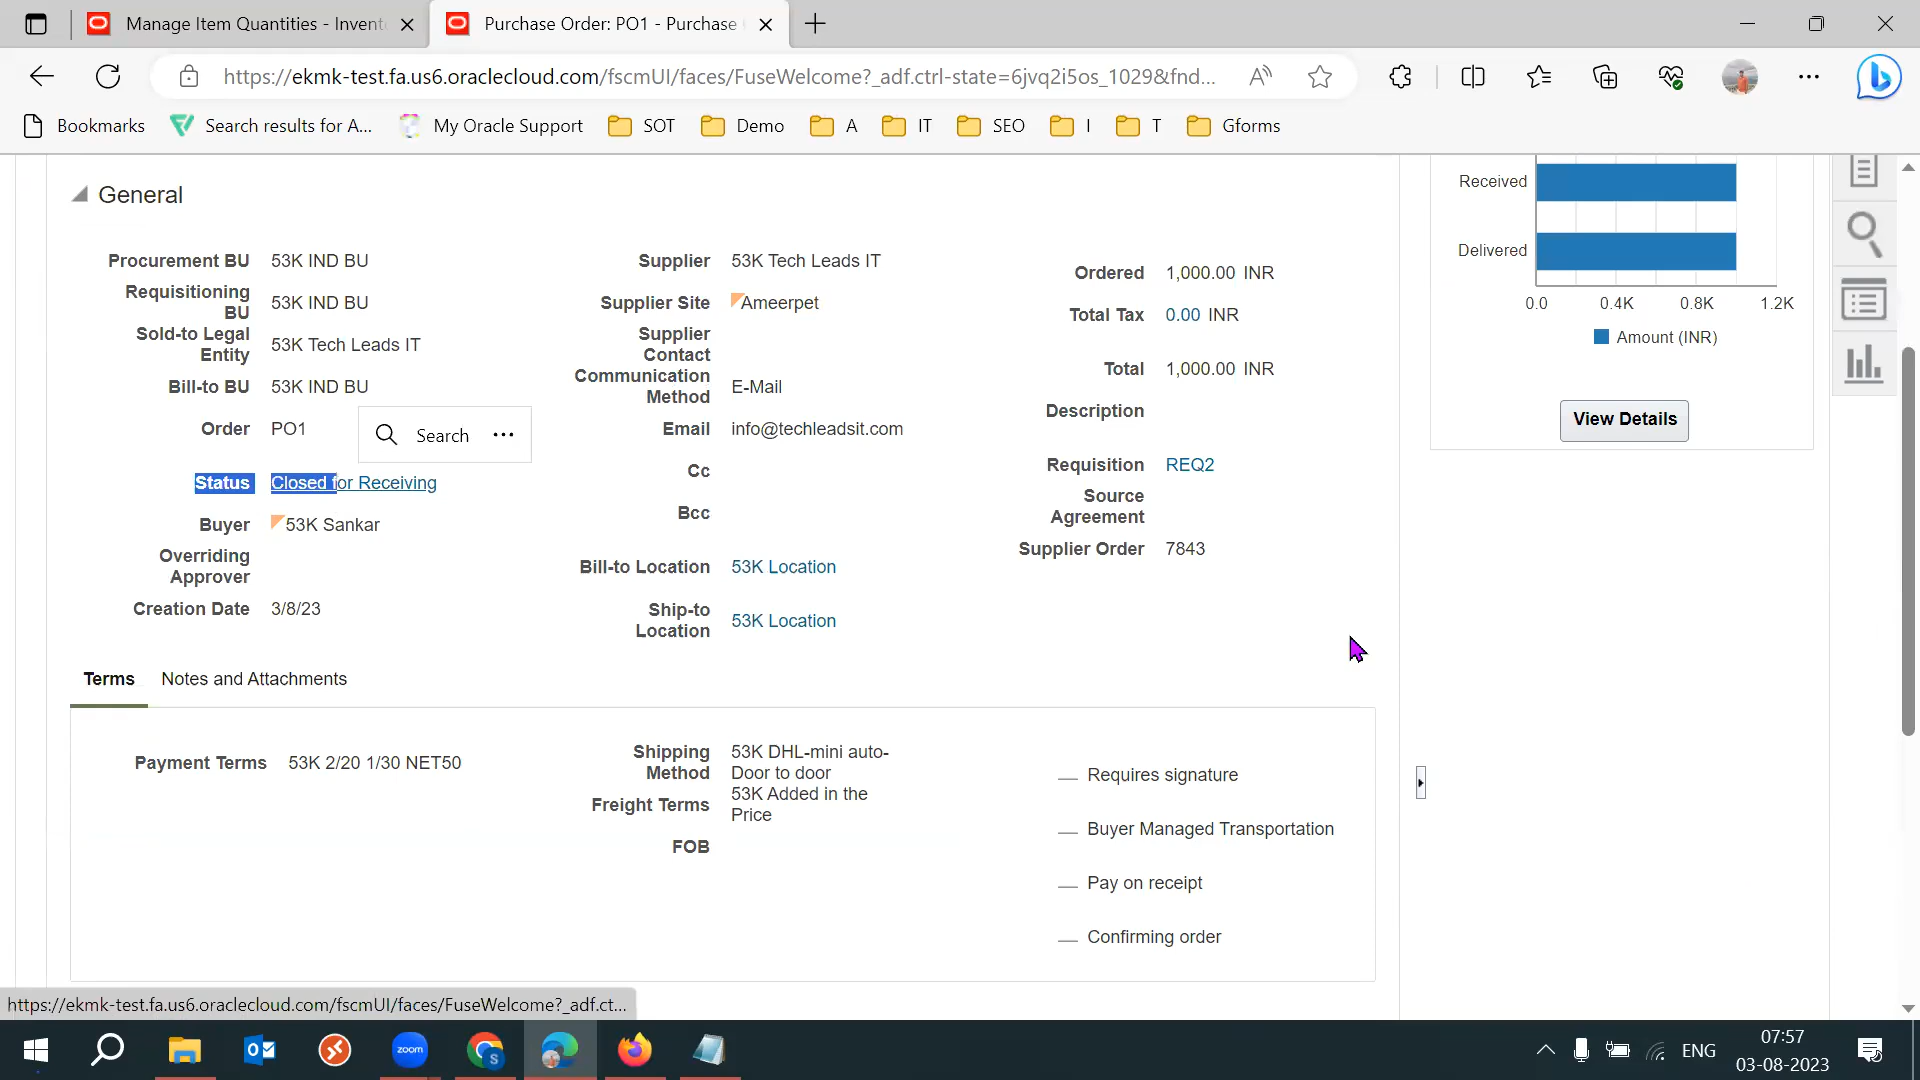 Manage Item Quantities - Invent
Purchase Order: PO1 - Purchase
https://ekmk-test.fa.us6.oraclecloud.com/fscmUI/faces/FuseWelcome?_adf.ctrl-state=6jvq2i5os_1029&fnd...
Bookmarks
Search results for A...
My Oracle Support
SOT
Demo
A
IT
SEO
I
T
Gforms
General
Procurement BU 53K IND BU
Requisitioning BU 53K IND BU
Sold-to Legal Entity 53K Tech Leads IT
Bill-to BU 53K IND BU
Order PO1
Search ...
Status Closed for Receiving
Buyer 53K Sankar
Overriding Approver
Creation Date 3/8/23
Supplier 53K Tech Leads IT
Supplier Site Ameerpet
Supplier Contact
Communication Method E-Mail
Email info@techleadsit.com
Cc
Bcc
Bill-to Location 53K Location
Ship-to Location 53K Location
Ordered 1,000.00 INR
Total Tax 0.00 INR
Total 1,000.00 INR
Description
Requisition REQ2
Source Agreement
Supplier Order 7843
Received
Delivered
0.0 0.4K 0.8K 1.2K
Amount (INR)
View Details
Terms
Notes and Attachments
Payment Terms 53K 2/20 1/30 NET50
Shipping Method 53K DHL-mini auto-
Door to door
Freight Terms 53K Added in the
Price
FOB
Requires signature
Buyer Managed Transportation
Pay on receipt
Confirming order
https://ekmk-test.fa.us6.oraclecloud.com/fscmUI/faces/FuseWelcome?_adf.ct...
zoom
S
ENG
07:57
03-08-2023